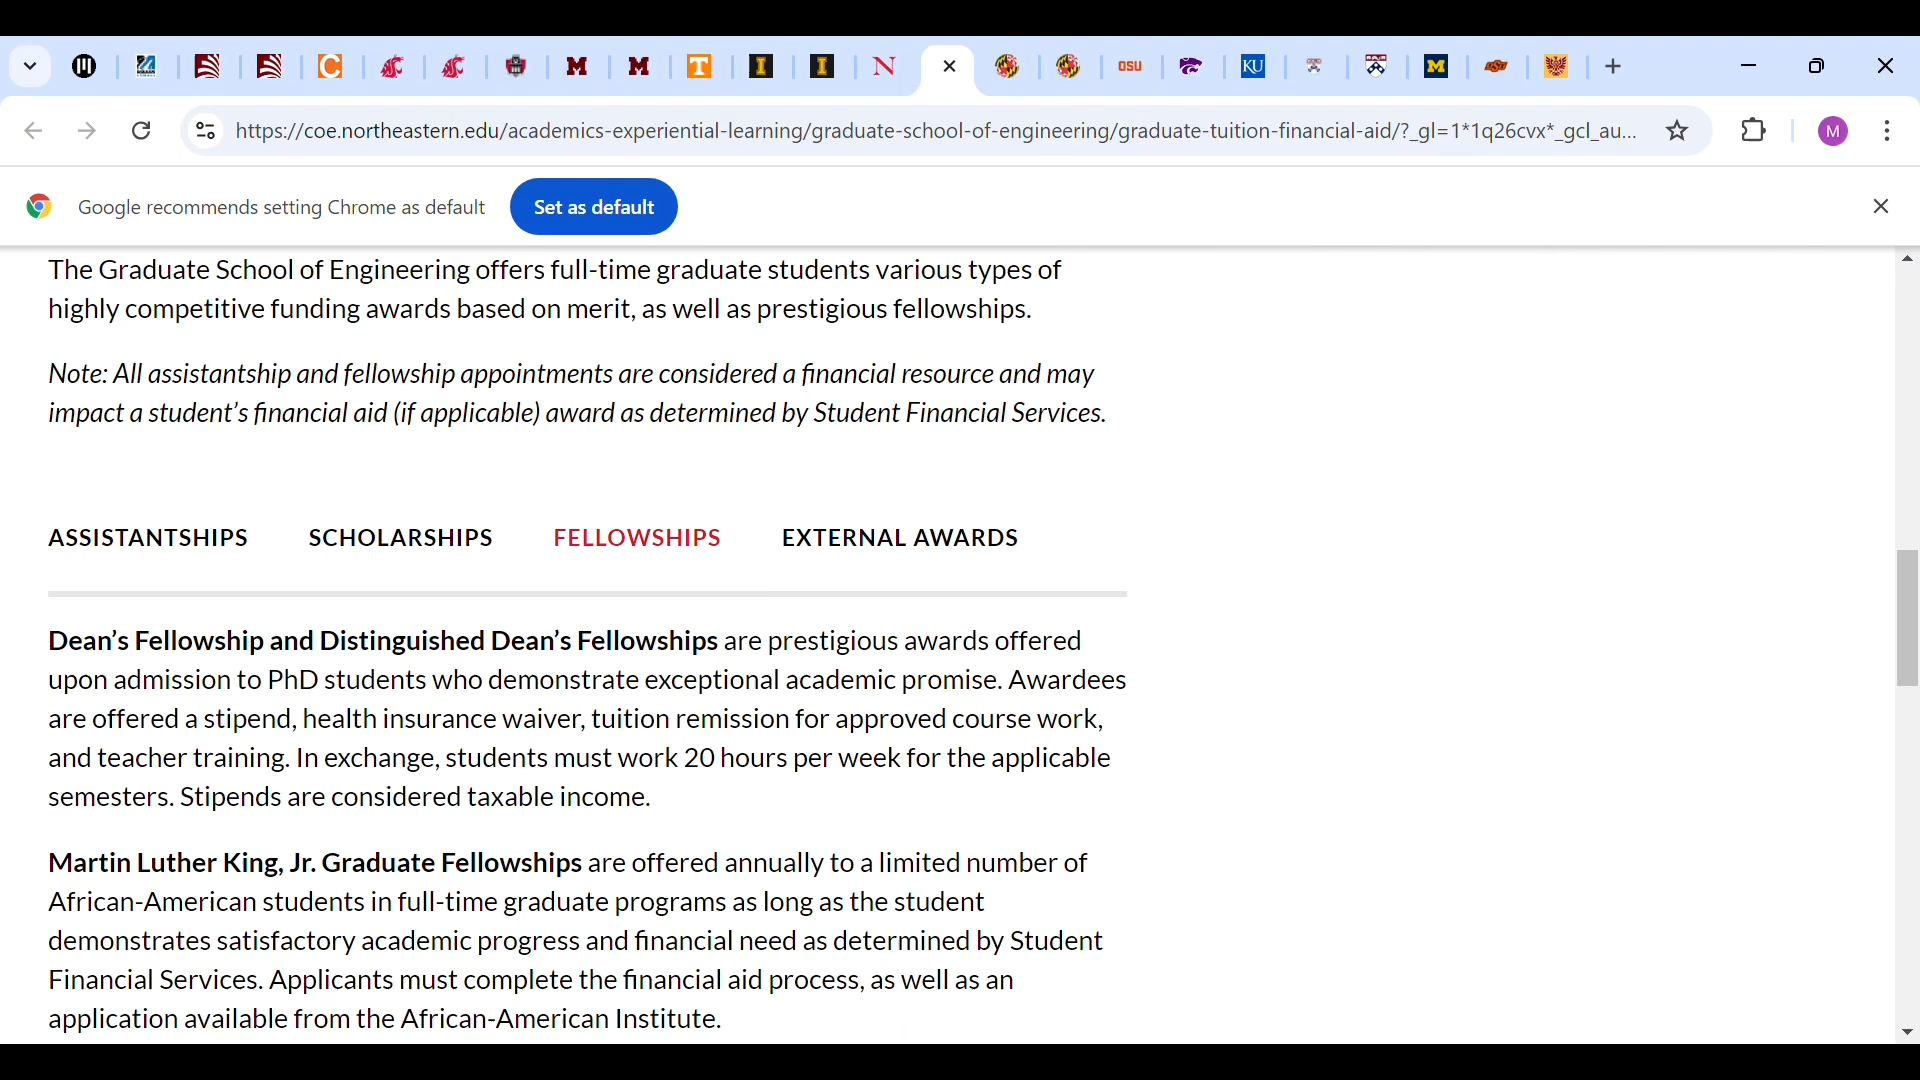 https://coe.northeastern.edu/academics-experiential-learning/graduate-school-of-engineering/graduate-tuition-financial-aid/?_gl=1*1q26cvx*_gcl_au...
M
Google recommends setting Chrome as default
Set as default
The Graduate School of Engineering offers full-time graduate students various types of
highly competitive funding awards based on merit, as well as prestigious fellowships.
Note: All assistantship and fellowship appointments are considered a financial resource and may
impact a student’s financial aid (if applicable) award as determined by Student Financial Services.
ASSISTANTSHIPS SCHOLARSHIPS FELLOWSHIPS EXTERNAL AWARDS
Dean’s Fellowship and Distinguished Dean’s Fellowships are prestigious awards offered
upon admission to PhD students who demonstrate exceptional academic promise. Awardees
are offered a stipend, health insurance waiver, tuition remission for approved course work,
and teacher training. In exchange, students must work 20 hours per week for the applicable
semesters. Stipends are considered taxable income.
Martin Luther King, Jr. Graduate Fellowships are offered annually to a limited number of
African-American students in full-time graduate programs as long as the student
demonstrates satisfactory academic progress and financial need as determined by Student
Financial Services. Applicants must complete the financial aid process, as well as an
application available from the African-American Institute.